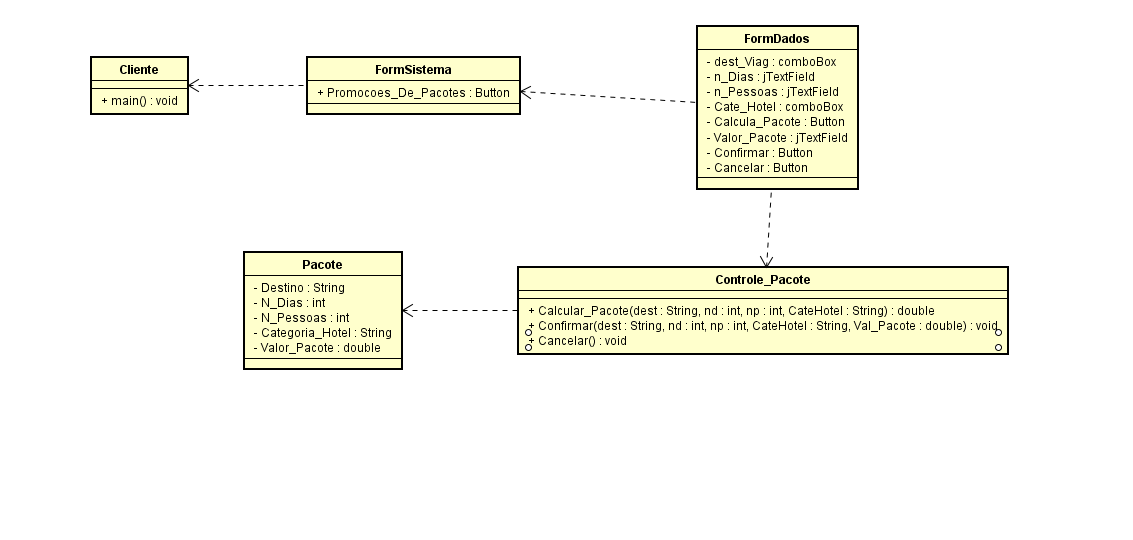 Cliente
+ main() : void
FormSistema
+ Promocoes_De_Pacotes : Button
FormDados
- dest_Viag : comboBox
- n_Dias : jTextField
- n_Pessoas : jTextField
- Cate_Hotel : comboBox
- Calcula_Pacote : Button
- Valor_Pacote : jTextField
- Confirmar : Button
- Cancelar : Button
Pacote
- Destino : String
- N_Dias : int
- N_Pessoas : int
- Categoria_Hotel : String
- Valor_Pacote : double
Controle_Pacote
+ Calcular_Pacote(dest : String, nd : int, np : int, CateHotel : String) : double
+ Confirmar(dest : String, nd : int, np : int, CateHotel : String, Val_Pacote : double) : void
+ Cancelar() : void